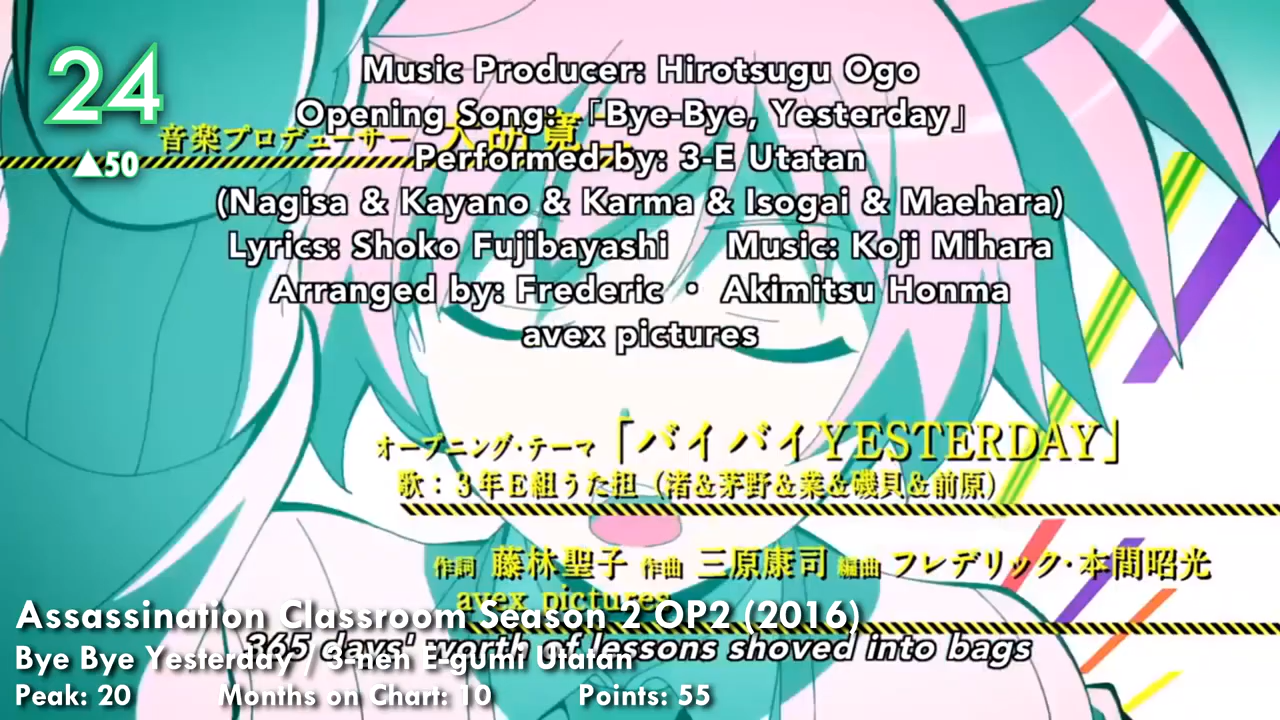 24
▲50
Music Producer: Hirotsugu Ogo
Opening Song:「Bye-Bye, Yesterday」
音楽プロデューサー
Performed by: 3-E Utatan
(Nagisa & Kayano & Karma & Isogai & Maehara)
Lyrics: Shoko Fujibayashi Music: Koji Mihara
Arranged by: Frederic ・ Akimitsu Honma
avex pictures
オープニング・テーマ「バイバイYESTERDAY」
歌：３年E組うた担（渚&茅野&業&磯貝&前原）
作詞 藤林聖子 作曲 三原康司 編曲 フレデリック・本間昭光
avex pictures
Assassination Classroom Season 2 OP2 (2016)
365 days' worth of lessons shoved into bags
Bye Bye Yesterday / 3-nen E-gumi Utatan
Peak: 20 Months on Chart: 10 Points: 55